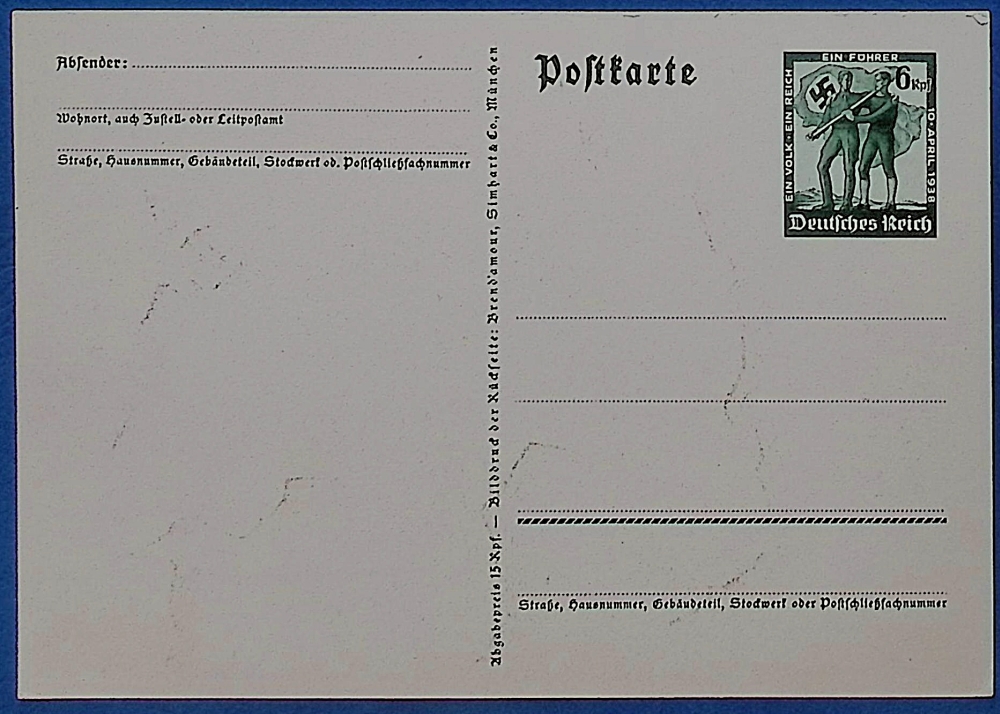 Absender:
Wohnort, auch Zustell- oder Leitpostamt
Straße, Hausnummer, Gebäudeteil, Stockwerk od. Postschließfachnummer
Abgabepreis 15 Rpf. — Bilddruck der Rückseite: Brend'amour, Simhart & Co., München
Postkarte
EIN VOLK · EIN REICH
EIN FÜHRER
10 · APRIL 1938
6 Rpf
Deutsches Reich
Straße, Hausnummer, Gebäudeteil, Stockwerk oder Postschließfachnummer